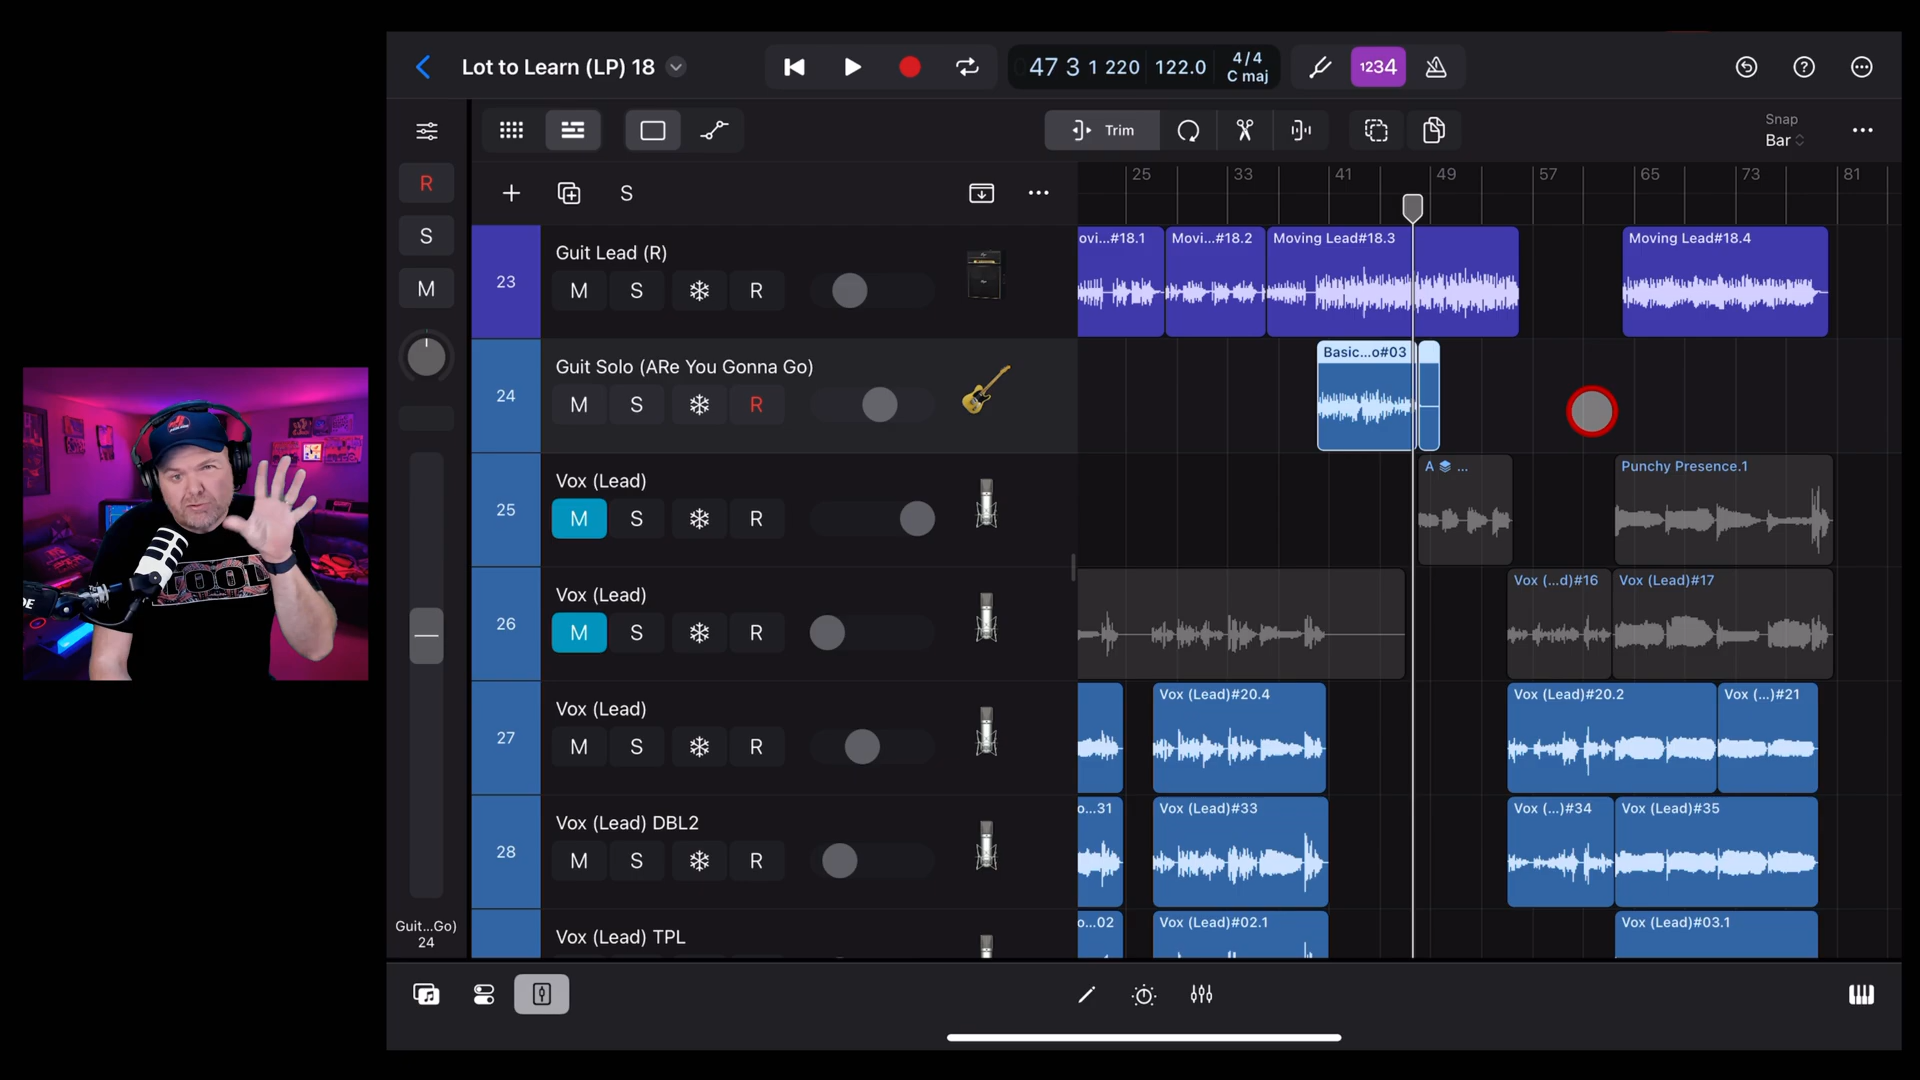 Lot to Learn (LP) 18
47 3 1 220
122.0
4/4
C maj
1234
Trim
Snap
Bar
R
S
M
S
25
33
41
49
57
65
73
81
23
Guit Lead (R)
M S R
ovi...#18.1
Movi...#18.2
Moving Lead#18.3
Moving Lead#18.4
24
Guit Solo (ARe You Gonna Go)
M S R
Basic...o#03
25
Vox (Lead)
M S R
A ...
Punchy Presence.1
26
Vox (Lead)
M S R
Vox (...d)#16
Vox (Lead)#17
27
Vox (Lead)
M S R
Vox (Lead)#20.4
Vox (Lead)#20.2
Vox (...)#21
28
Vox (Lead) DBL2
M S R
o...31
Vox (Lead)#33
Vox (...)#34
Vox (Lead)#35
Vox (Lead) TPL
o...02
Vox (Lead)#02.1
Vox (Lead)#03.1
Guit...Go)
24
TOOL